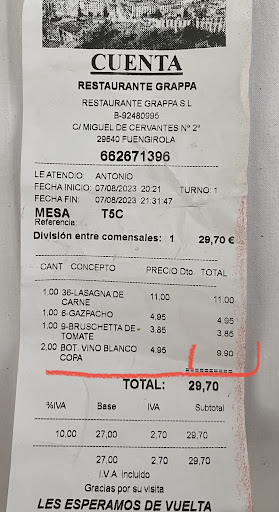 CUENTA
RESTAURANTE GRAPPA
RESTAURANTE GRAPPA S.L
B-92480995
C/ MIGUEL DE CERVANTES Nº 2º
29640 FUENGIROLA
662671396
LE ATENDIO: ANTONIO
FECHA INICIO: 07/08/2023 20:21 TURNO: 1
FECHA FIN: 07/08/2023 21:31:47
MESA T5C
Referencia:
División entre comensales: 1 29,70 €
CANT CONCEPTO PRECIO Dto TOTAL
1,00 36-LASAGNA DE CARNE 11.00 11.00
1,00 6-GAZPACHO 4.95 4.95
1,00 9-BRUSCHETTA DE TOMATE 3.85 3.85
2,00 BOT. VINO BLANCO COPA 4.95 9.90
==========
TOTAL: 29,70
%IVA Base IVA Subtotal
10,00 27,00 2,70 29,70
27,00 2,70 29,70
I.V.A. Incluido
Gracias por su visita
LES ESPERAMOS DE VUELTA